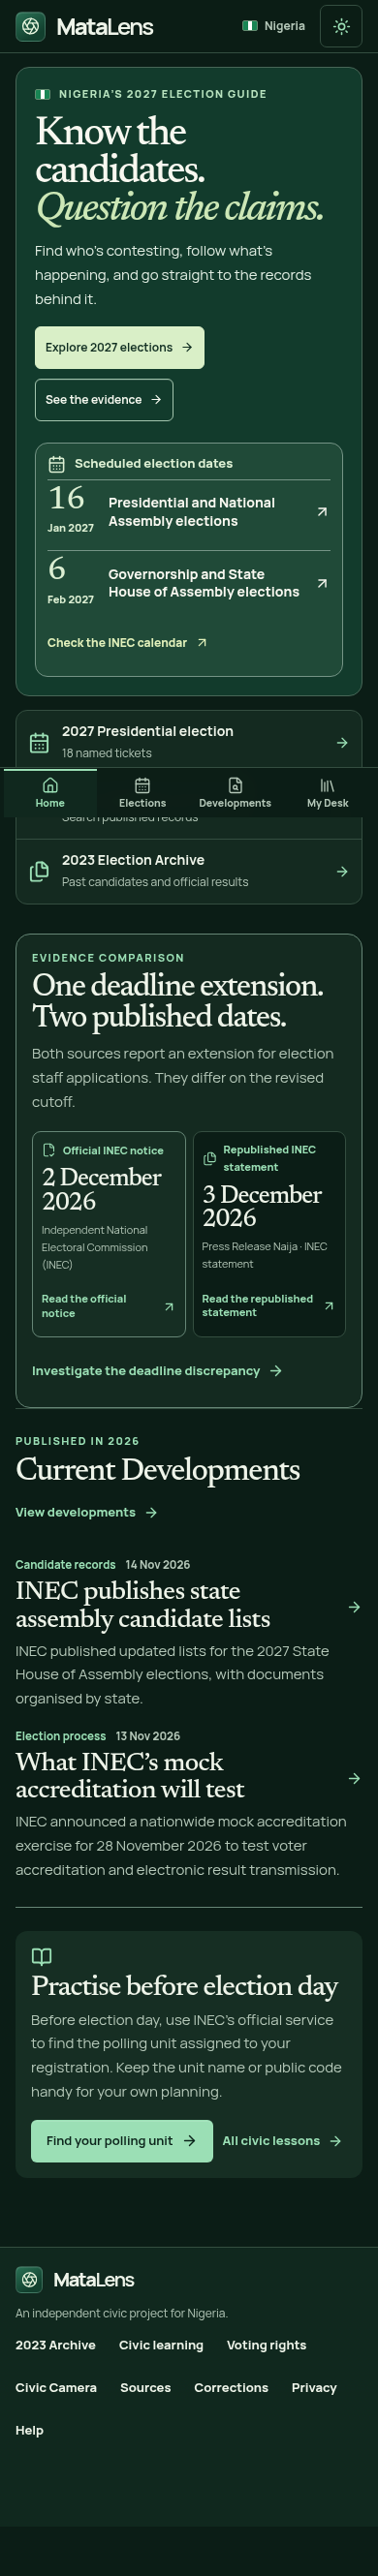 MataLens
Nigeria
NIGERIA'S 2027 ELECTION GUIDE
Know the
candidates.
Question the claims.
Find who's contesting, follow what's
happening, and go straight to the records
behind it.
Explore 2027 elections
See the evidence
Scheduled election dates
16
Jan 2027
Presidential and National
Assembly elections
6
Feb 2027
Governorship and State
House of Assembly elections
Check the INEC calendar
2027 Presidential election
18 named tickets
Home
Elections
Developments
My Desk
Search published records
2023 Election Archive
Past candidates and official results
EVIDENCE COMPARISON
One deadline extension.
Two published dates.
Both sources report an extension for election
staff applications. They differ on the revised
cutoff.
Official INEC notice
2 December
2026
Independent National
Electoral Commission
(INEC)
Read the official
notice
Republished INEC
statement
3 December
2026
Press Release Naija · INEC
statement
Read the republished
statement
Investigate the deadline discrepancy
PUBLISHED IN 2026
Current Developments
View developments
Candidate records 14 Nov 2026
INEC publishes state
assembly candidate lists
INEC published updated lists for the 2027 State
House of Assembly elections, with documents
organised by state.
Election process 13 Nov 2026
What INEC’s mock
accreditation will test
INEC announced a nationwide mock accreditation
exercise for 28 November 2026 to test voter
accreditation and electronic result transmission.
Practise before election day
Before election day, use INEC’s official service
to find the polling unit assigned to your
registration. Keep the unit name or public code
handy for your own planning.
Find your polling unit
All civic lessons
MataLens
An independent civic project for Nigeria.
2023 Archive Civic learning Voting rights
Civic Camera Sources Corrections Privacy
Help